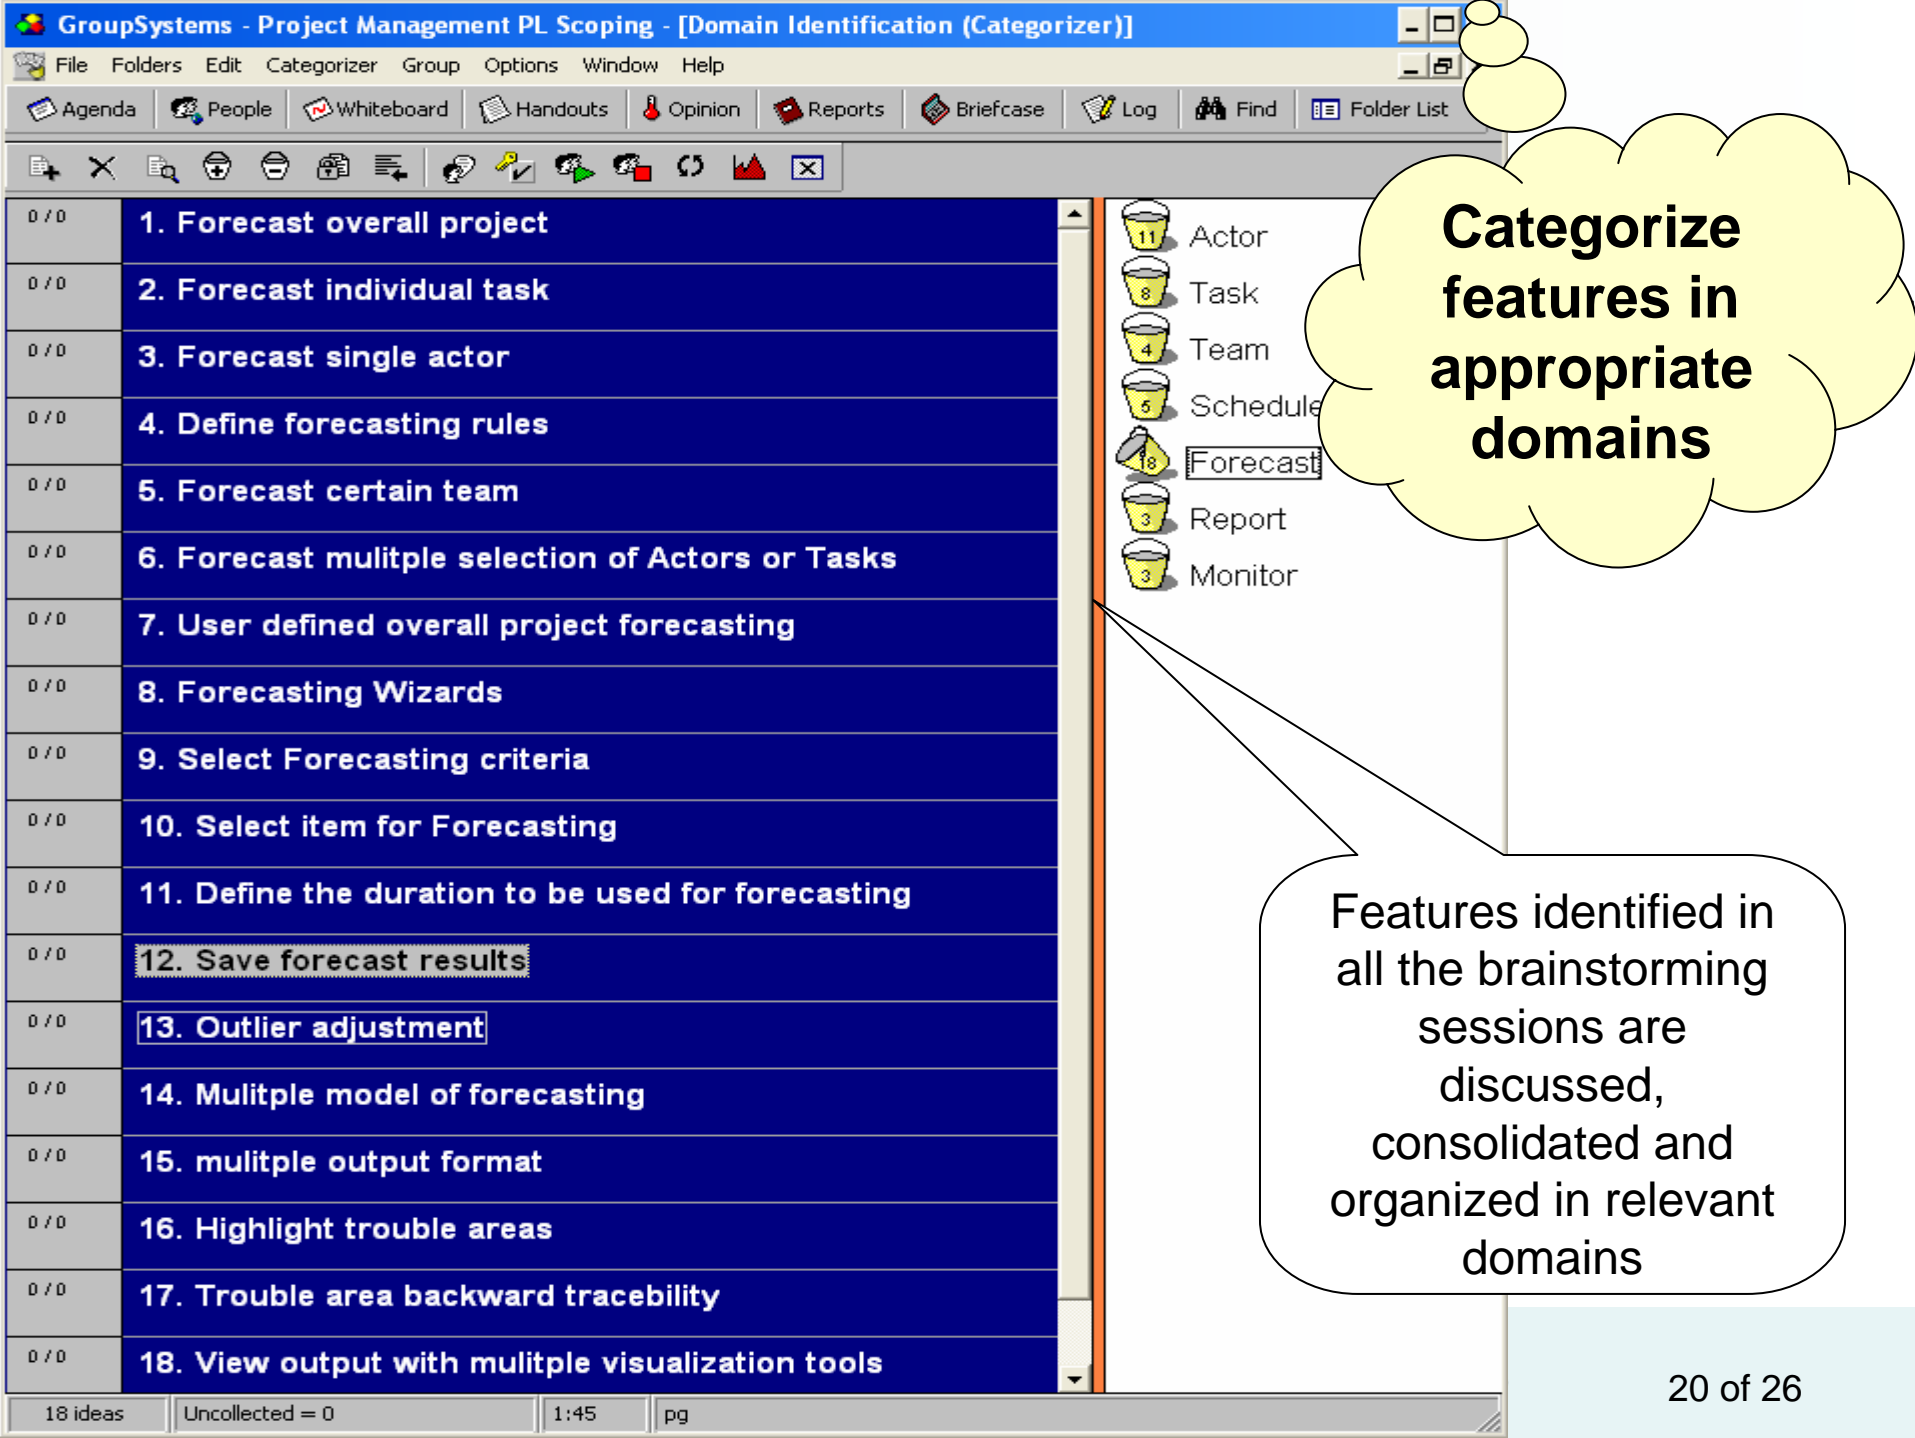 GroupSystems - Project Management PL Scoping - [Domain Identification (Categorizer)]
File Folders Edit Categorizer Group Options Window Help
Agenda People Whiteboard Handouts Opinion Reports Briefcase Log Find Folder List
0/0 1. Forecast overall project
0/0 2. Forecast individual task
0/0 3. Forecast single actor
0/0 4. Define forecasting rules
0/0 5. Forecast certain team
0/0 6. Forecast mulitple selection of Actors or Tasks
0/0 7. User defined overall project forecasting
0/0 8. Forecasting Wizards
0/0 9. Select Forecasting criteria
0/0 10. Select item for Forecasting
0/0 11. Define the duration to be used for forecasting
0/0 12. Save forecast results
0/0 13. Outlier adjustment
0/0 14. Mulitple model of forecasting
0/0 15. mulitple output format
0/0 16. Highlight trouble areas
0/0 17. Trouble area backward tracebility
0/0 18. View output with mulitple visualization tools
11 Actor
8 Task
4 Team
5 Schedule
18 Forecast
3 Report
3 Monitor
Categorize
features in
appropriate
domains
Features identified in
all the brainstorming
sessions are
discussed,
consolidated and
organized in relevant
domains
18 ideas Uncollected = 0 1:45 pg
20 of 26